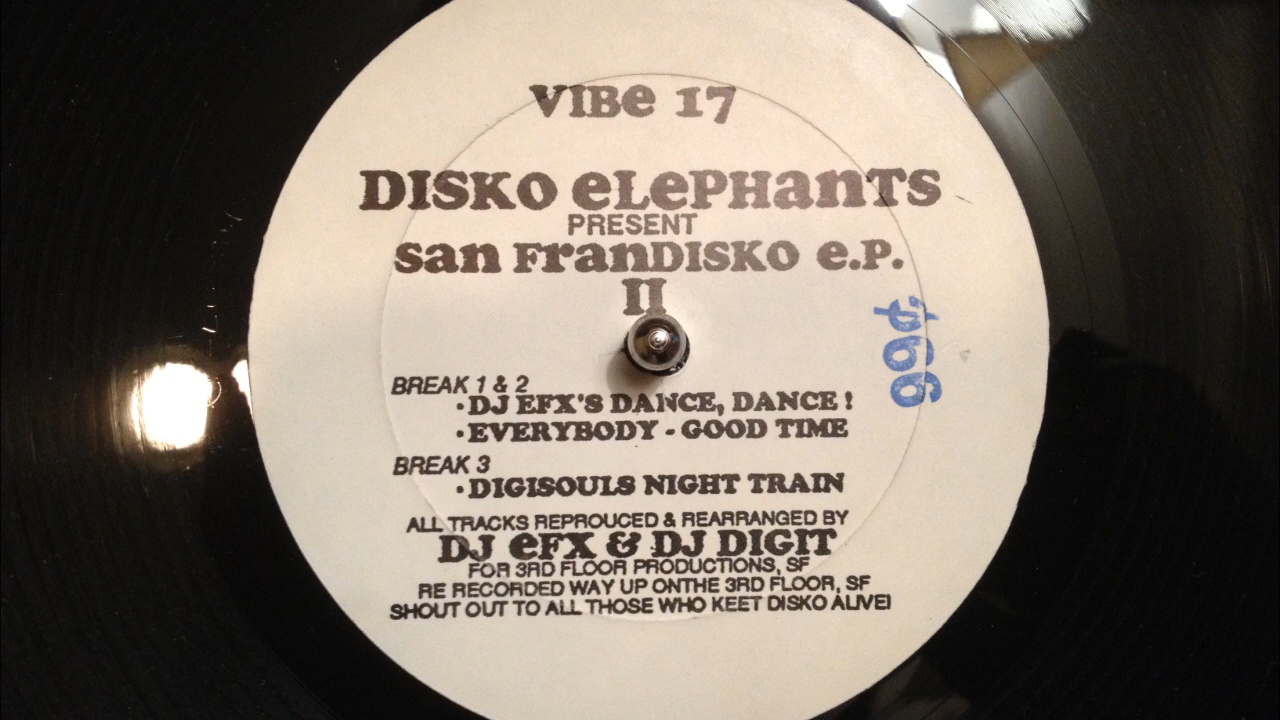 VIBe 17
DISKO eLePHanTS
PRESENT
san FranDISKO e.P.
II
BREAK 1 & 2
·DJ EFX'S DANCE, DANCE !
·EVERYBODY - GOOD TIME
BREAK 3
·DIGISOULS NIGHT TRAIN
ALL TRACKS REPROUCED & REARRANGED BY
DJ eFX & DJ DIGIT
FOR 3RD FLOOR PRODUCTIONS, SF
RE RECORDED WAY UP ONTHE 3RD FLOOR, SF
SHOUT OUT TO ALL THOSE WHO KEET DISKO ALIVE!